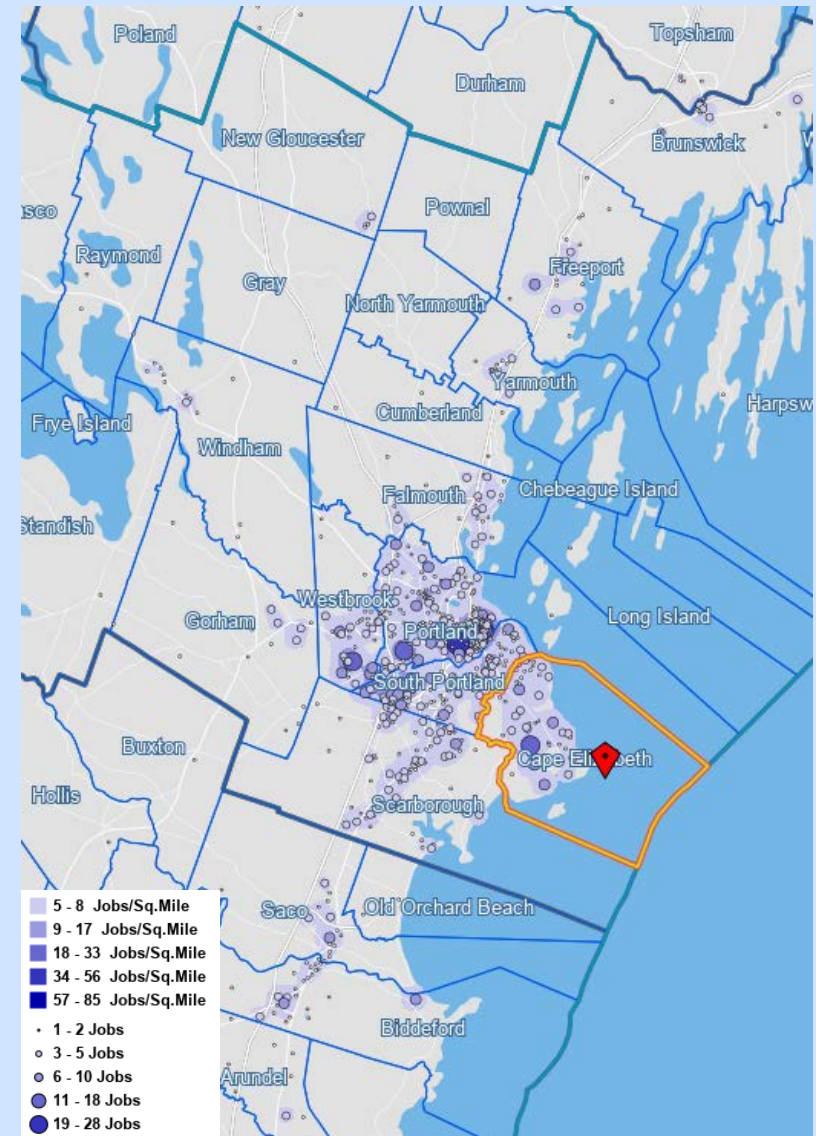 Poland
Topsham
Durham
New Gloucester
Brunswick
Pownal
Raymond
Freeport
Gray
North Yarmouth
Yarmouth
Cumberland
Harpsw
Frye Island
Windham
Falmouth
Chebeague Island
Standish
Westbrook
Gorham
Long Island
Portland
South Portland
Buxton
Cape Elizabeth
Hollis
Scarborough
Saco
Old Orchard Beach
Biddeford
Arundel
5 - 8 Jobs/Sq.Mile
9 - 17 Jobs/Sq.Mile
18 - 33 Jobs/Sq.Mile
34 - 56 Jobs/Sq.Mile
57 - 85 Jobs/Sq.Mile
1 - 2 Jobs
3 - 5 Jobs
6 - 10 Jobs
11 - 18 Jobs
19 - 28 Jobs